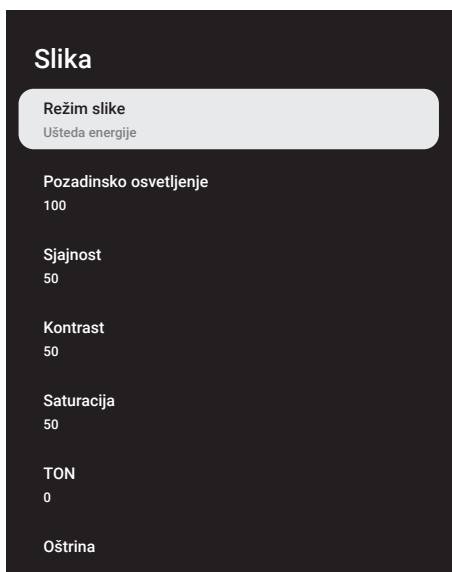 Slika
Režim slike
Ušteda energije
Pozadinsko osvetljenje
100
Sjajnost
50
Kontrast
50
Saturacija
50
TON
0
Oštrina